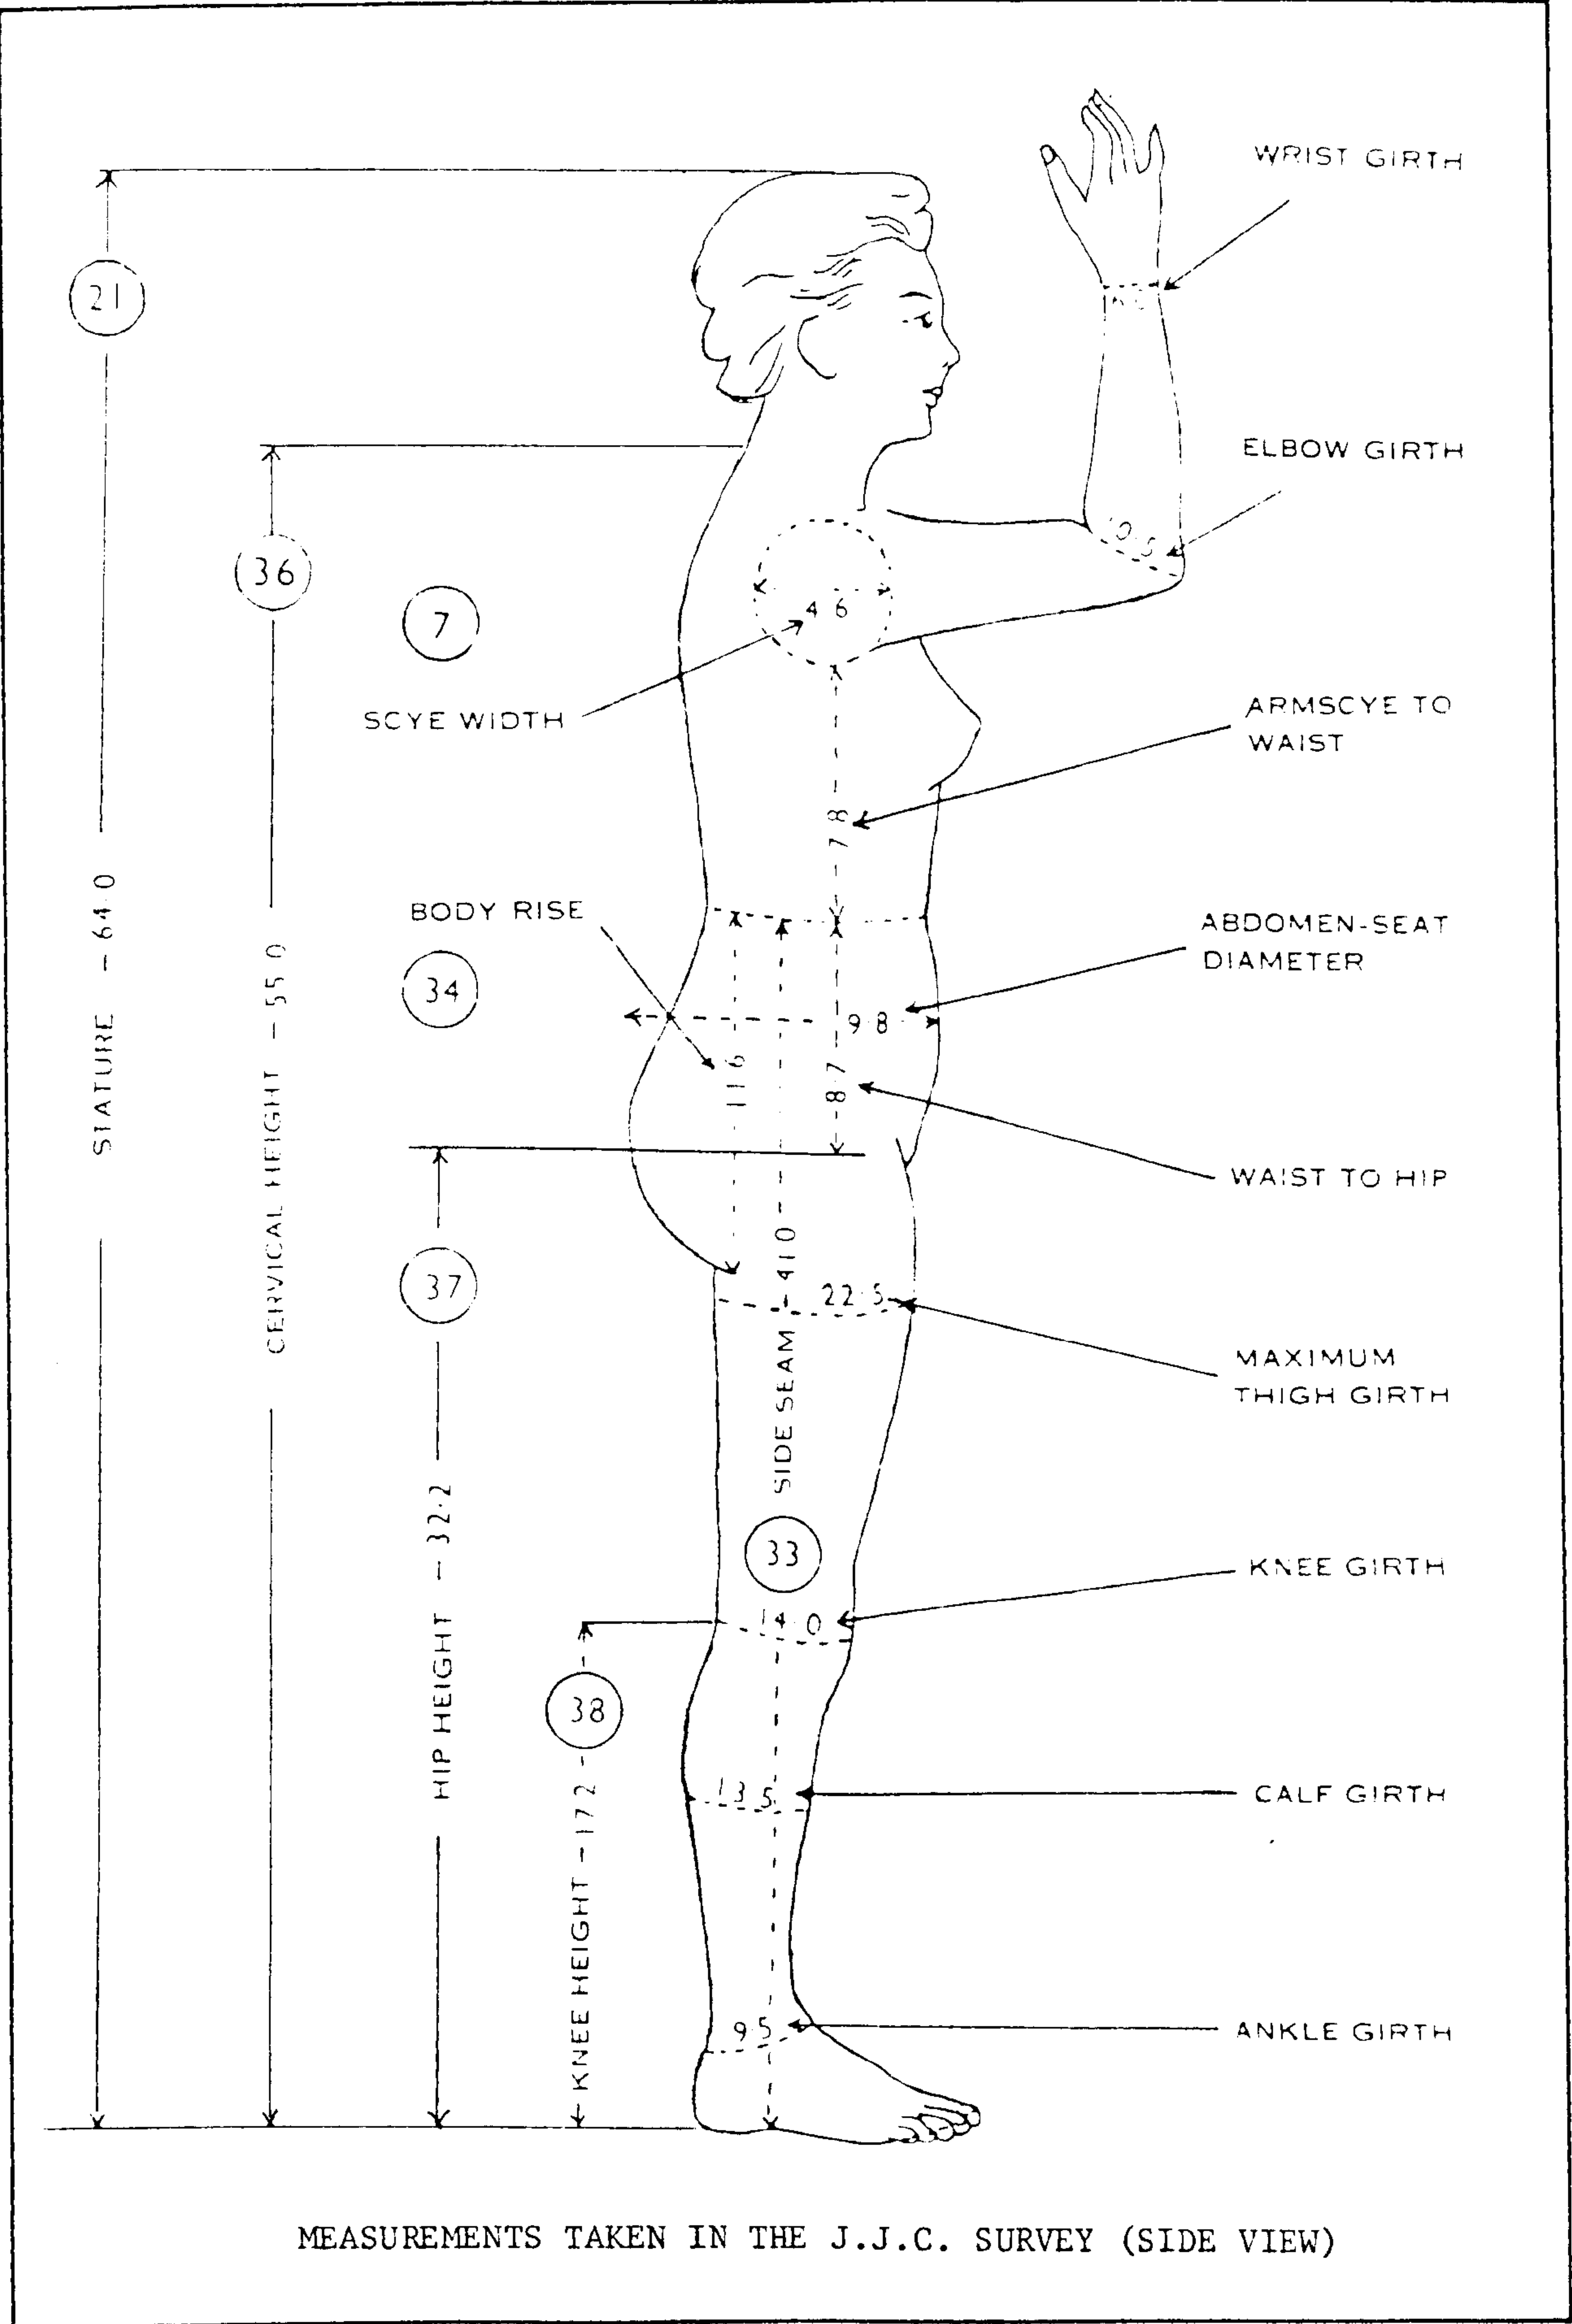 WRIST GIRTH
21
ELBOW GIRTH
10.5
36
7
4.6
SCYE WIDTH
ARMSCYE TO
WAIST
7.8
BODY RISE
ABDOMEN-SEAT
DIAMETER
34
9.8
11.6
8.7
STATURE – 64.0
CERVICAL HEIGHT – 55.0
WAIST TO HIP
37
SIDE SEAM – 41.0
22.5
MAXIMUM
THIGH GIRTH
HIP HEIGHT – 32.2
33
KNEE GIRTH
14.0
38
KNEE HEIGHT – 17.2
13.5
CALF GIRTH
9.5
ANKLE GIRTH
MEASUREMENTS TAKEN IN THE J.J.C. SURVEY (SIDE VIEW)